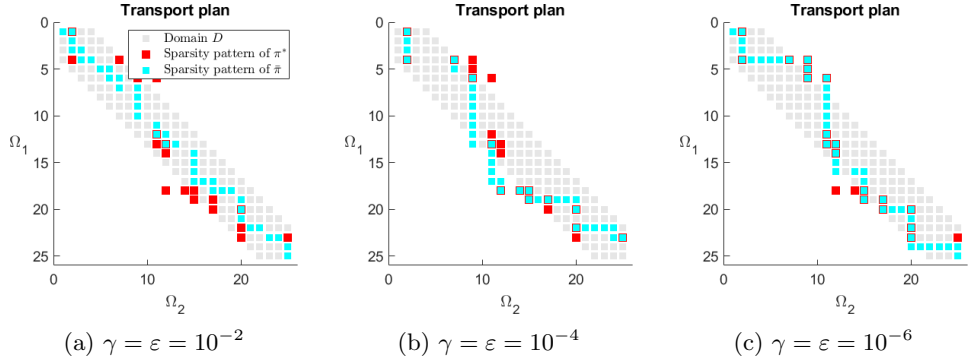 Transport plan
Domain D
Sparsity pattern of π*
Sparsity pattern of π̄
0
5
10
15
20
25
Ω1
0
10
20
Ω2
(a) γ = ε = 10⁻²
Transport plan
0
5
10
15
20
25
Ω1
0
10
20
Ω2
(b) γ = ε = 10⁻⁴
Transport plan
0
5
10
15
20
25
Ω1
0
10
20
Ω2
(c) γ = ε = 10⁻⁶